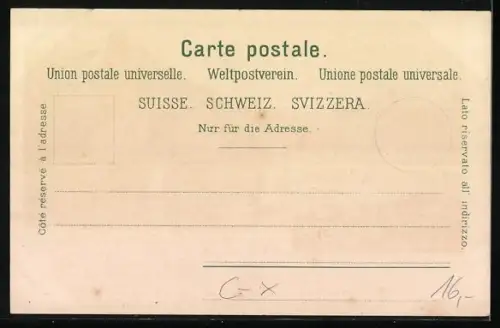 Carte postale.
Union postale universelle. Weltpostverein. Unione postale universale.
SUISSE. SCHWEIZ. SVIZZERA.
Nur für die Adresse.
Côté réservé à l'adresse
Lato riservato all' indirizzo.
C-x 16,-